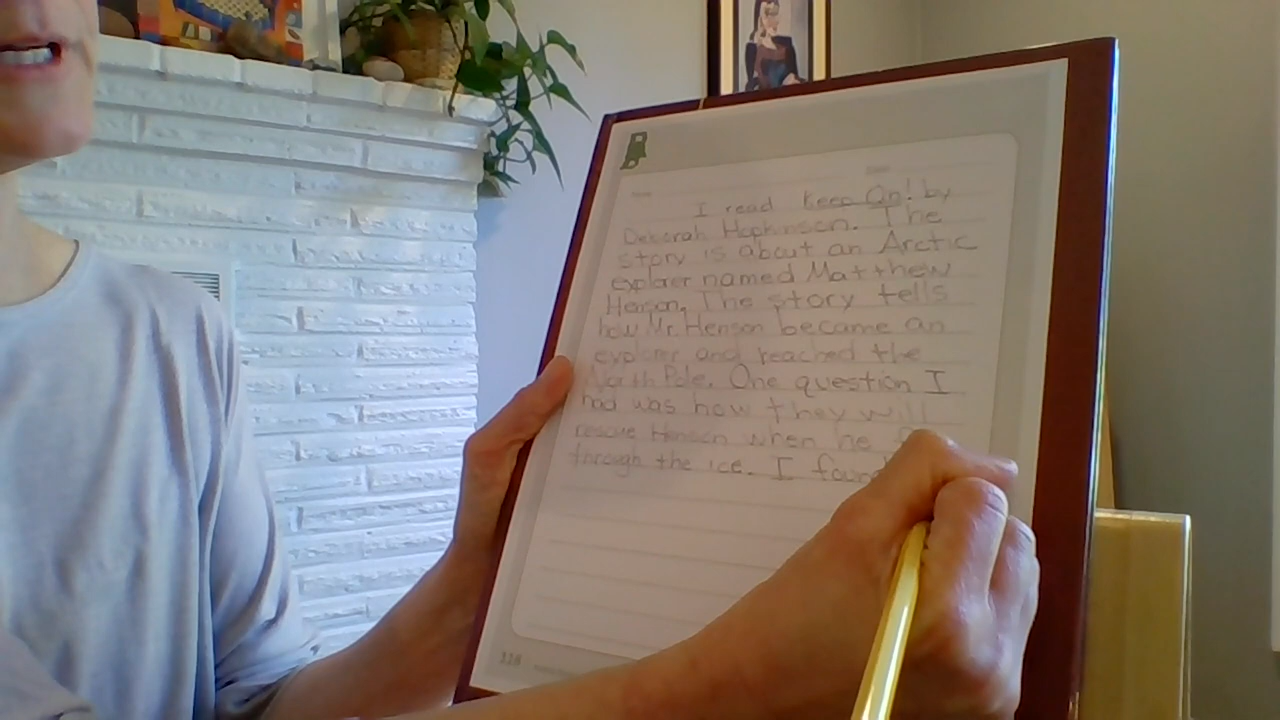 I read Keep On! by
Deborah Hopkinson. The
story is about an Arctic
explorer named Matthew
Henson. The story tells
how Mr. Henson became an
explorer and reached the
North Pole. One question I
had was how they will
rescue Henson when he
through the ice. I found
118